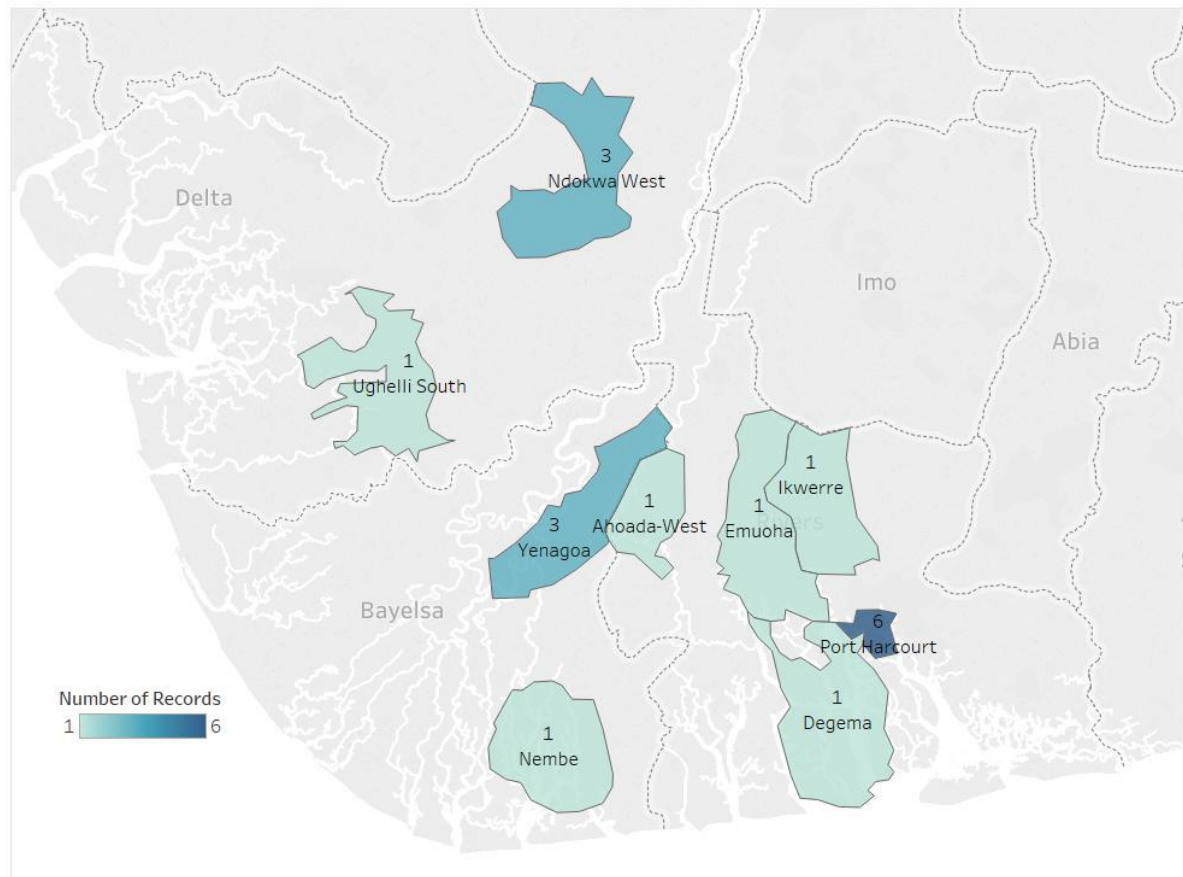 3
Ndokwa West
Delta
Imo
Abia
1
Ughelli South
1
Ikwerre
1
Ahoada-West
1
Emuoha
Rivers
3
Yenagoa
Bayelsa
6
Port Harcourt
Number of Records
1 6
1
Degema
1
Nembe